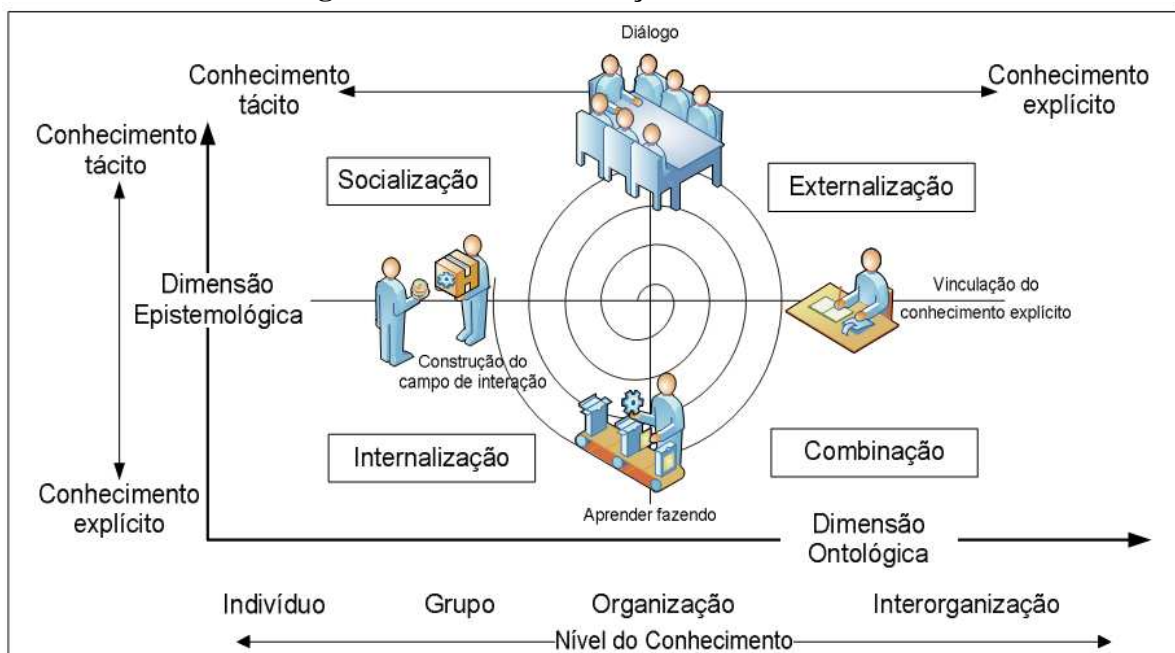 Diálogo
Conhecimento
tácito
Conhecimento
explícito
Conhecimento
tácito
Socialização
Externalização
Dimensão
Epistemológica
Vinculação do
conhecimento explícito
Construção do
campo de interação
Internalização
Combinação
Conhecimento
explícito
Aprender fazendo
Dimensão
Ontológica
Indivíduo
Grupo
Organização
Interorganização
Nível do Conhecimento